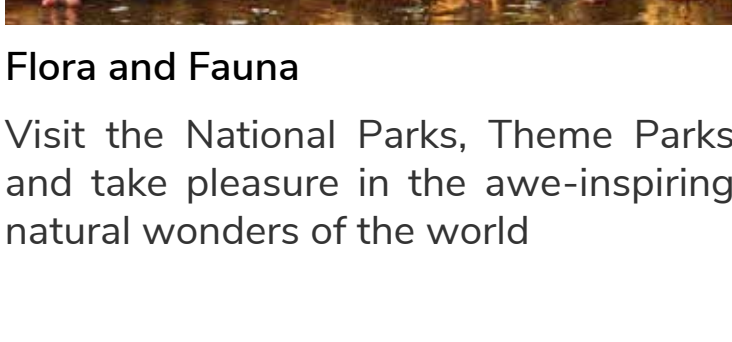 Flora and Fauna
Visit the National Parks, Theme Parks
and take pleasure in the awe-inspiring
natural wonders of the world